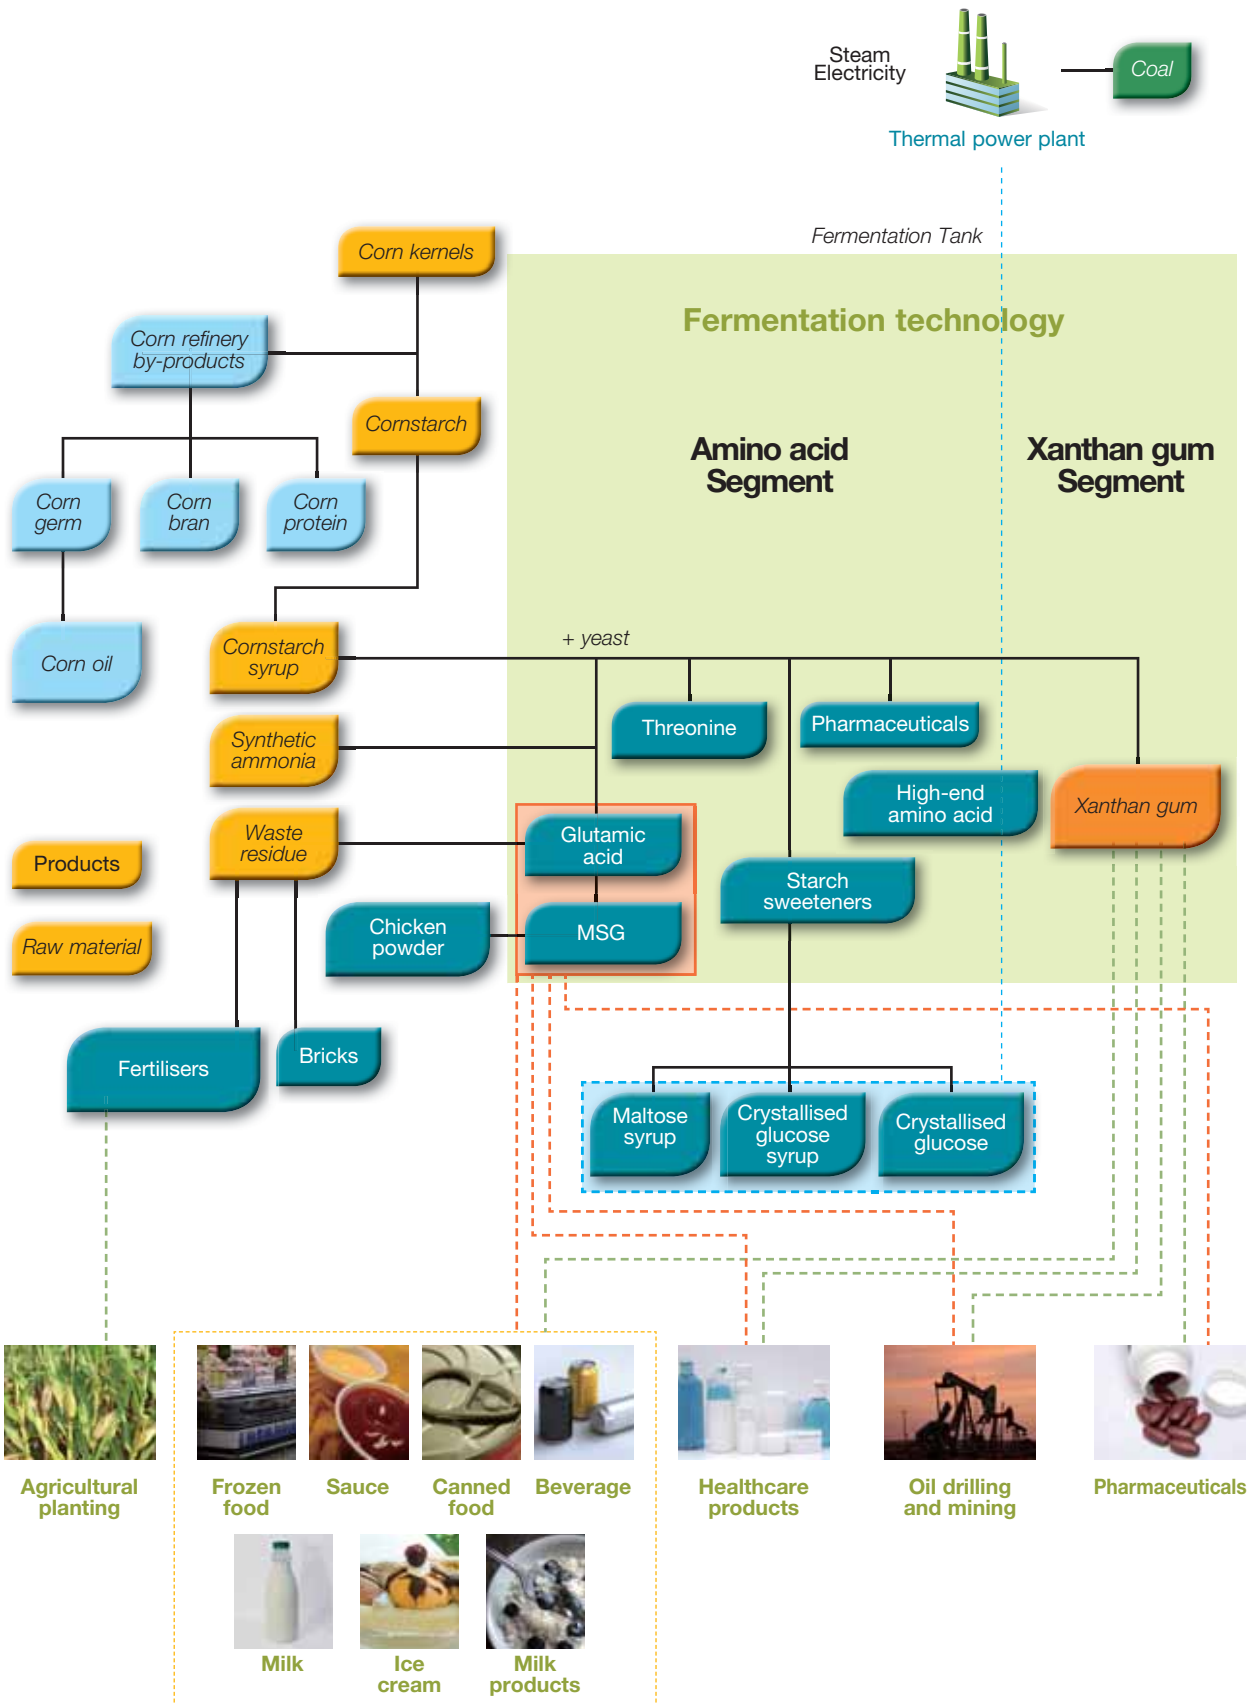 Steam
Electricity
Coal
Thermal power plant
Fermentation Tank
Corn kernels
Fermentation technology
Corn refinery
by-products
Cornstarch
Amino acid
Segment
Xanthan gum
Segment
Corn
germ
Corn
bran
Corn
protein
+ yeast
Corn oil
Cornstarch
syrup
Threonine
Pharmaceuticals
Synthetic
ammonia
High-end
amino acid
Xanthan gum
Waste
residue
Glutamic
acid
Products
Starch
sweeteners
Chicken
powder
MSG
Raw material
Fertilisers
Bricks
Maltose
syrup
Crystallised
glucose
syrup
Crystallised
glucose
Agricultural
planting
Frozen
food
Sauce
Canned
food
Beverage
Healthcare
products
Oil drilling
and mining
Pharmaceuticals
Milk
Ice
cream
Milk
products